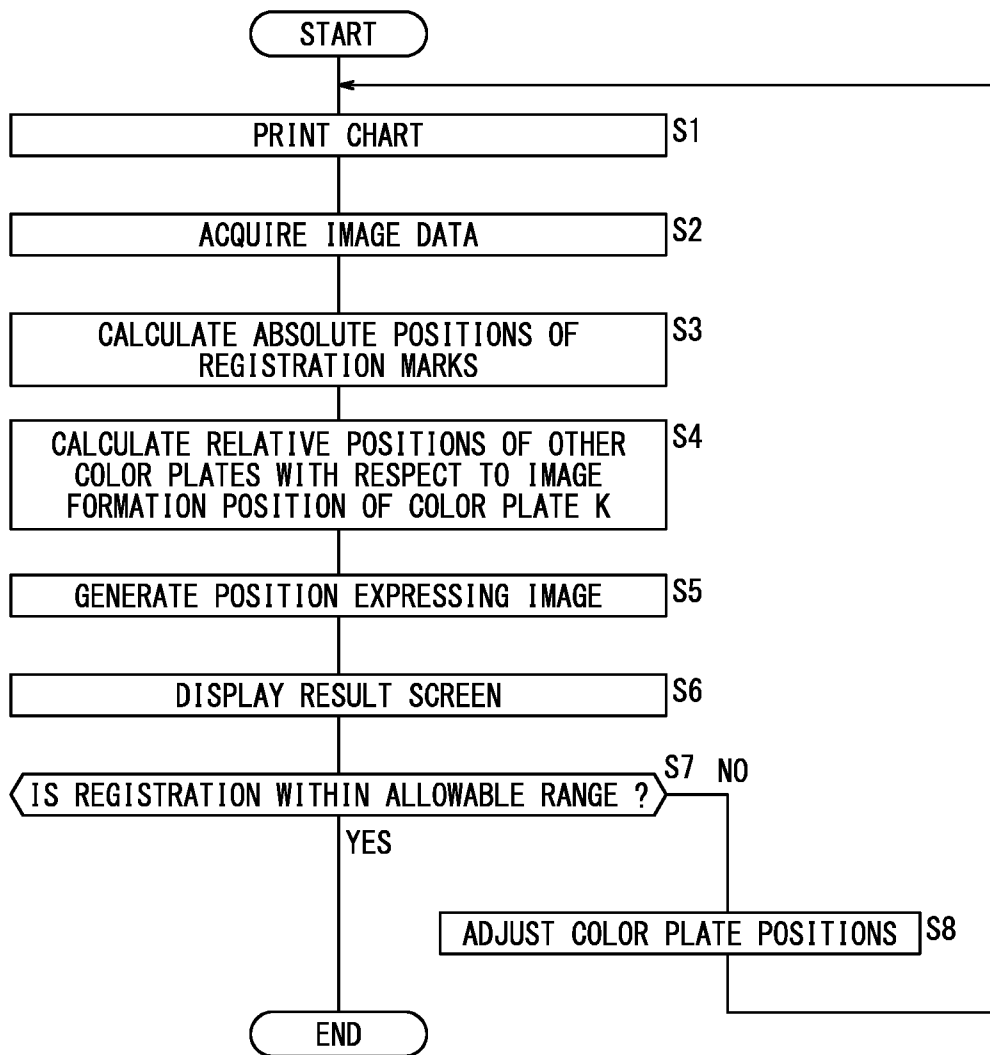 START
PRINT CHART
S1
ACQUIRE IMAGE DATA
S2
CALCULATE ABSOLUTE POSITIONS OF
REGISTRATION MARKS
S3
CALCULATE RELATIVE POSITIONS OF OTHER
COLOR PLATES WITH RESPECT TO IMAGE
FORMATION POSITION OF COLOR PLATE K
S4
GENERATE POSITION EXPRESSING IMAGE
S5
DISPLAY RESULT SCREEN
S6
IS REGISTRATION WITHIN ALLOWABLE RANGE ?
S7
NO
YES
ADJUST COLOR PLATE POSITIONS
S8
END